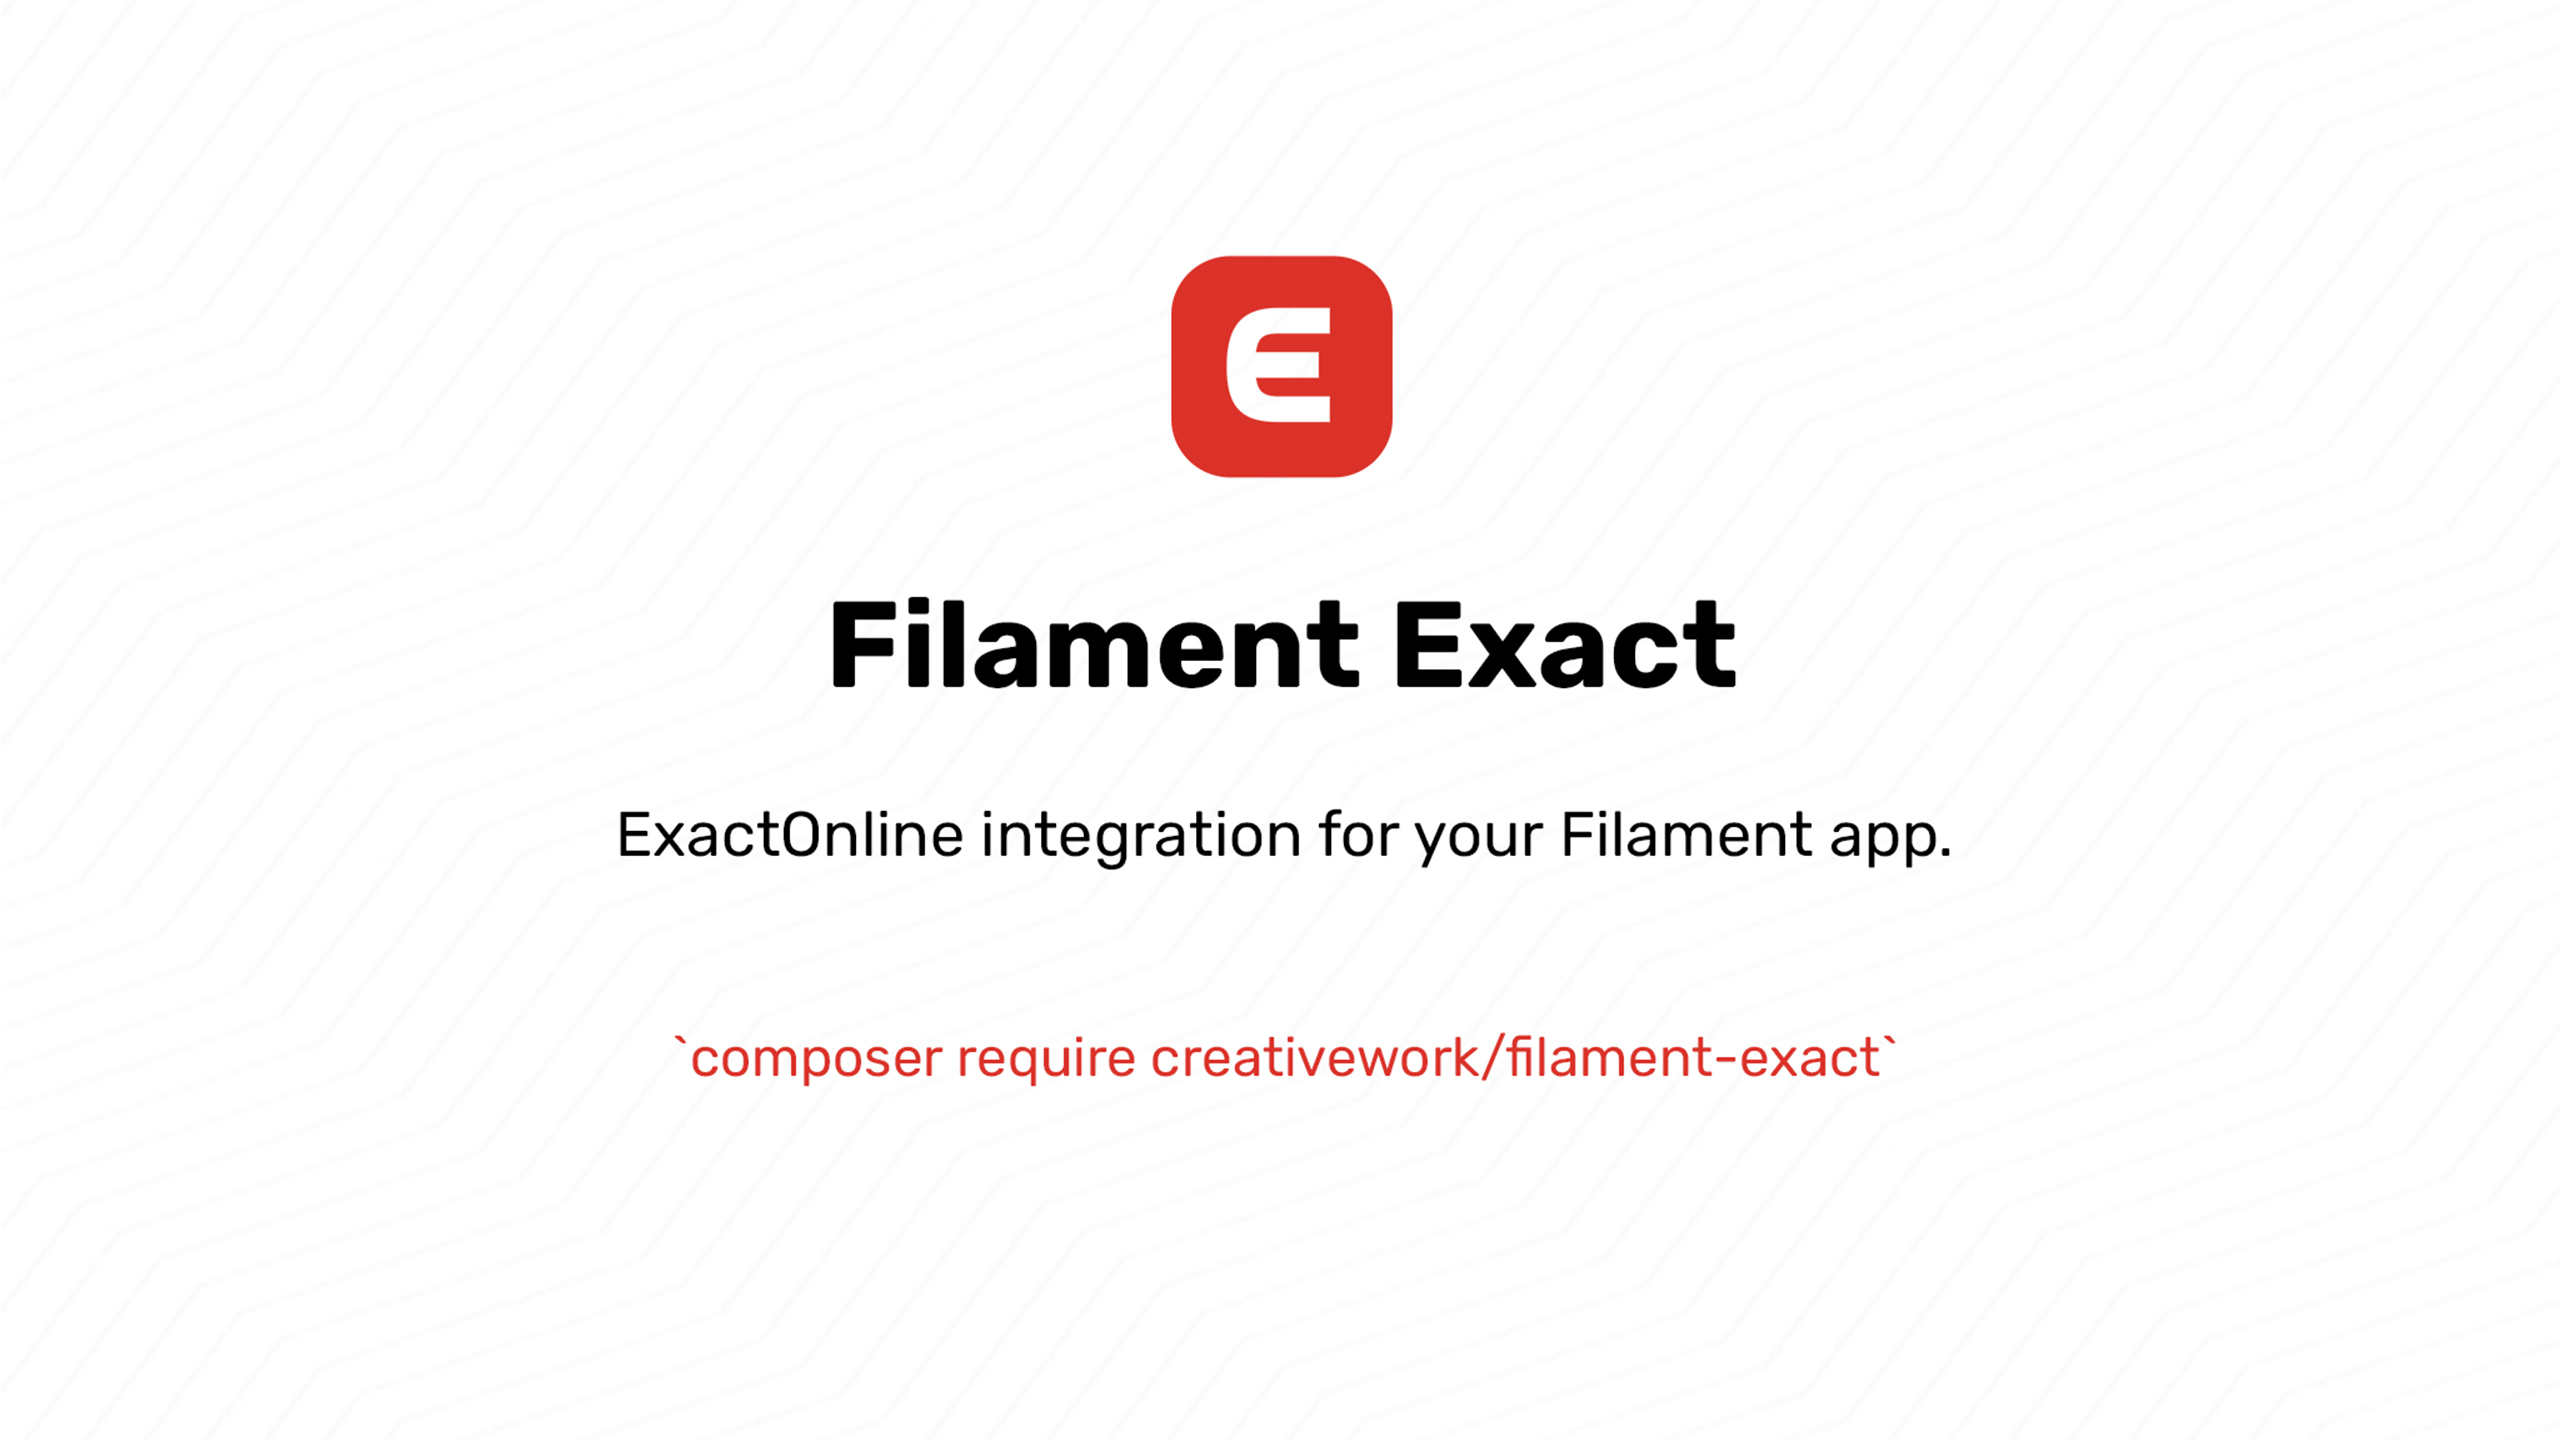 E
Filament Exact
ExactOnline integration for your Filament app.
`composer require creativework/filament-exact`